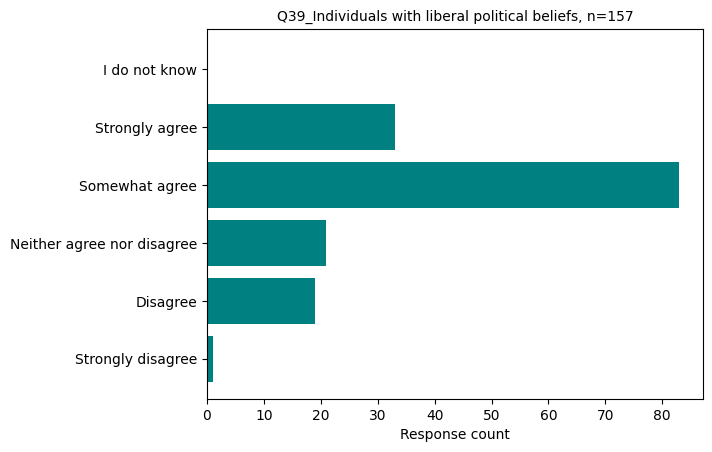 Q39_Individuals with liberal political beliefs, n=157
I do not know
Strongly agree
Somewhat agree
Neither agree nor disagree
Disagree
Strongly disagree
0 10 20 30 40 50 60 70 80
Response count